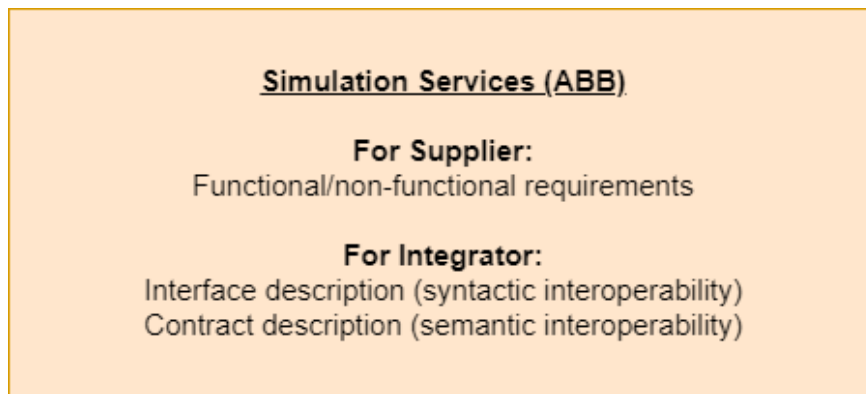 Simulation Services (ABB)
For Supplier:
Functional/non-functional requirements
For Integrator:
Interface description (syntactic interoperability)
Contract description (semantic interoperability)